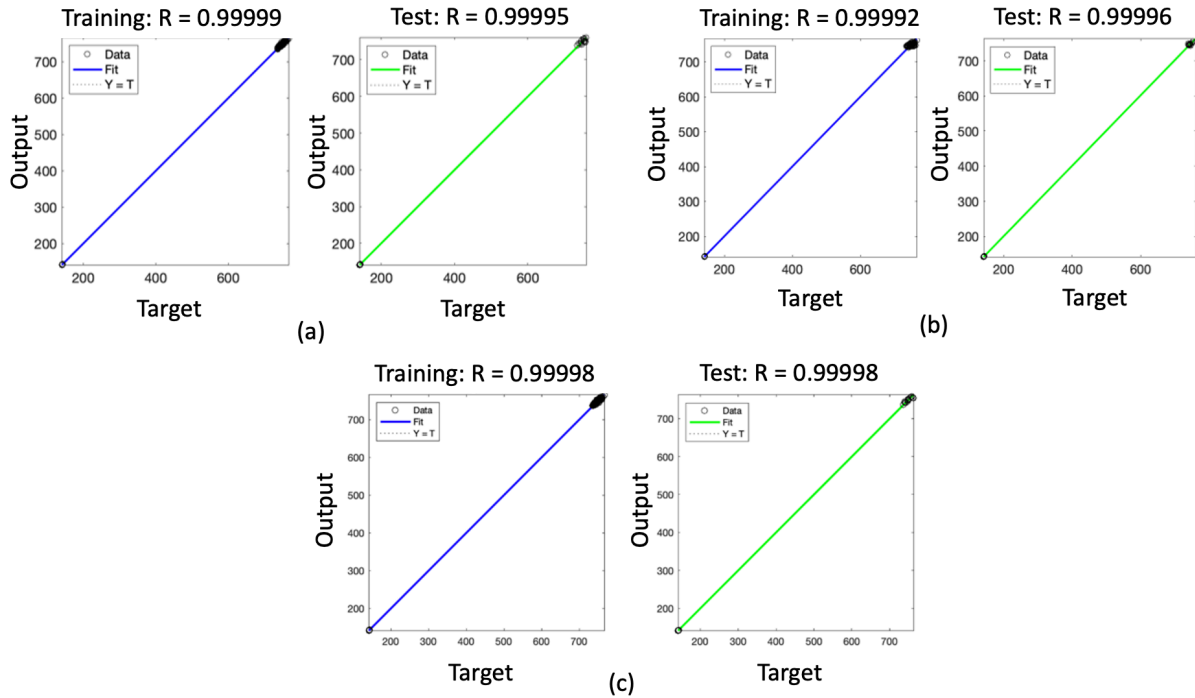 Training: R = 0.99999
Data
Fit
Y = T
700
600
500
400
300
200
200
400
600
Output
Target
Test: R = 0.99995
Data
Fit
Y = T
700
600
500
400
300
200
200
400
600
Output
Target
(a)
Training: R = 0.99992
Data
Fit
Y = T
700
600
500
400
300
200
200
400
600
Output
Target
Test: R = 0.99996
Data
Fit
Y = T
700
600
500
400
300
200
200
400
600
Output
Target
(b)
Training: R = 0.99998
Data
Fit
Y = T
700
600
500
400
300
200
200
300
400
500
600
700
Output
Target
Test: R = 0.99998
Data
Fit
Y = T
700
600
500
400
300
200
200
300
400
500
600
700
Output
Target
(c)